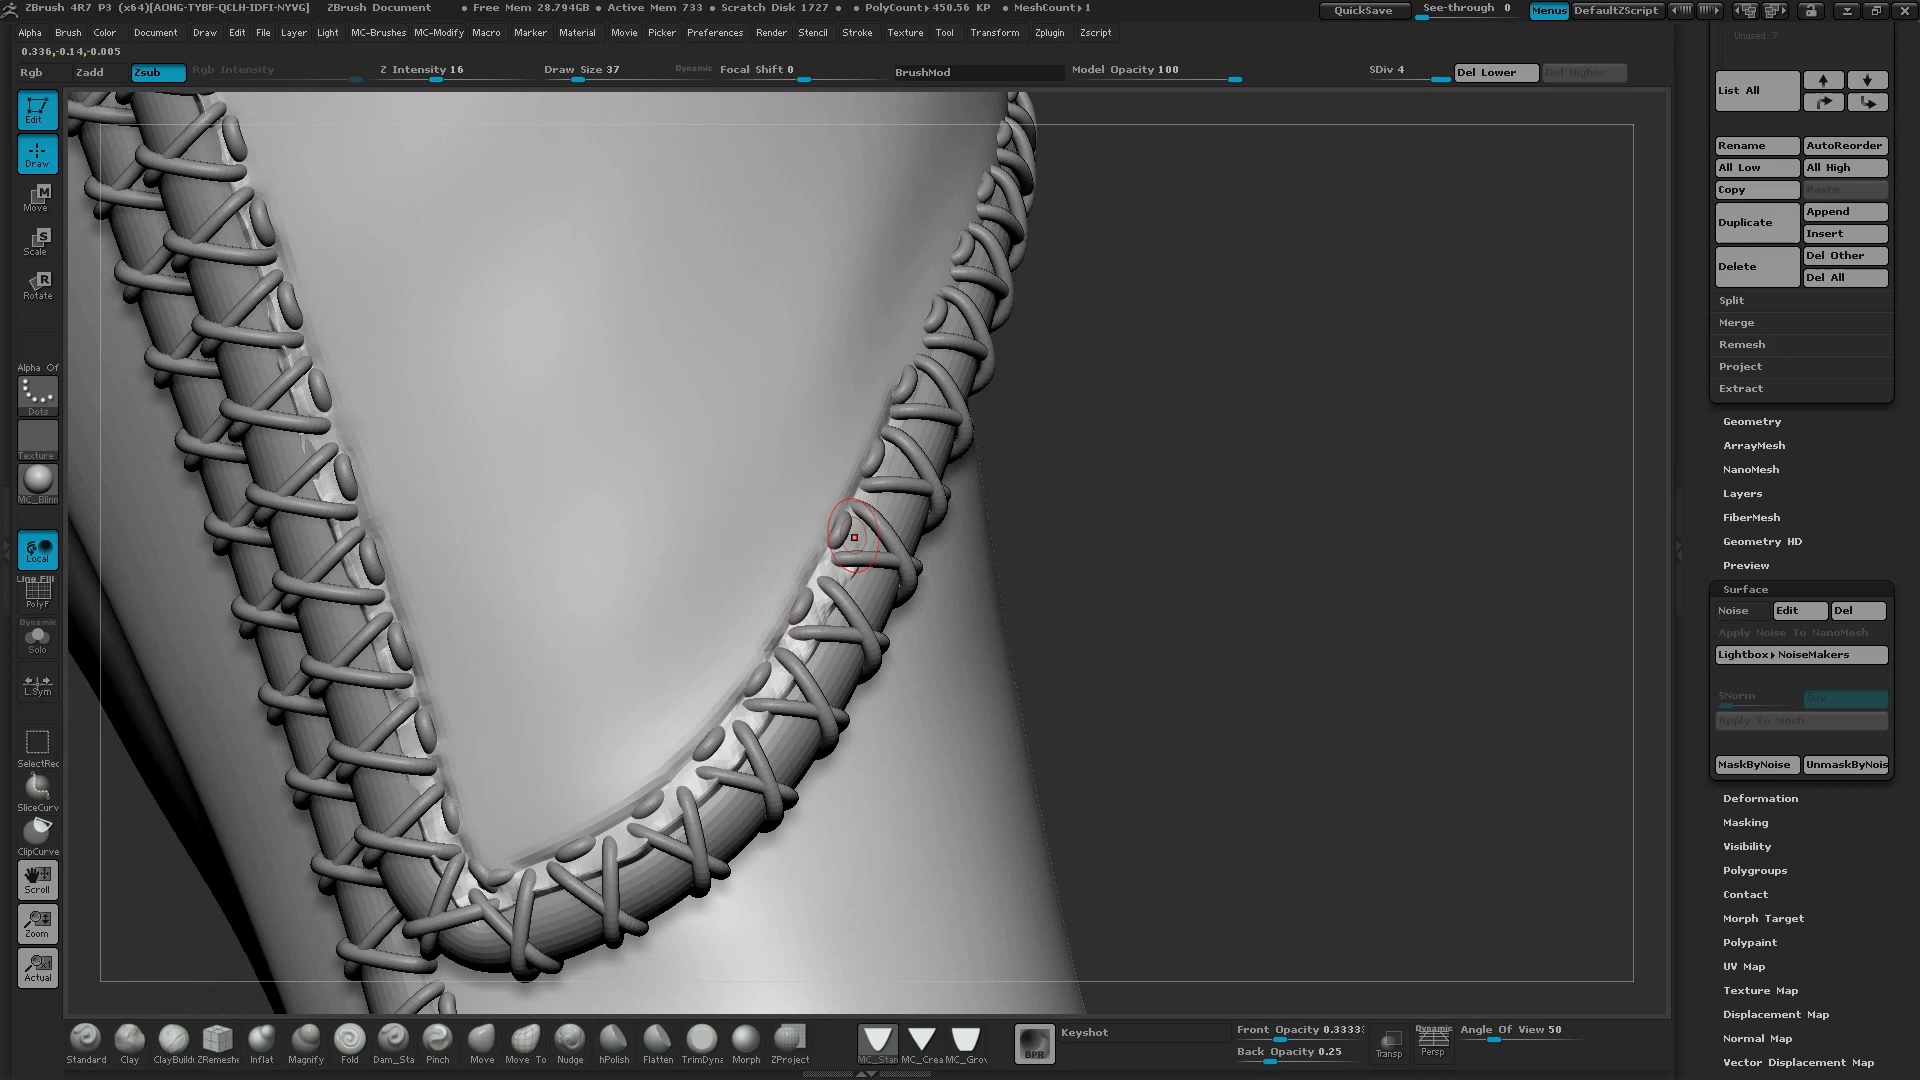 ZBrush 4R7 P3 (x64)[AOHG-TYBF-QCLH-IDFI-NYVG] ZBrush Document • Free Mem 28.794GB • Active Mem 733 • Scratch Disk 1727 • PolyCount▸450.56 KP • MeshCount▸1 QuickSave See-through 0 Menus DefaultZScript
Alpha Brush Color Document Draw Edit File Layer Light MC-Brushes MC-Modify Macro Marker Material Movie Picker Preferences Render Stencil Stroke Texture Tool Transform Zplugin Zscript
0.336,-0.14,-0.005
Rgb Zadd Zsub Rgb Intensity Z Intensity 16 Draw Size 37 Dynamic Focal Shift 0 BrushMod Model Opacity 100 SDiv 4 Del Lower Del Higher
Edit
Draw
Move
Scale
Rotate
Alpha Of
Dots
Texture
MC_Blinn
Local
Line Fill
PolyF
Dynamic
Solo
L.Sym
SelectRec
SliceCurv
ClipCurve
Scroll
Zoom
Actual
Unused 7
List All
Rename AutoReorder
All Low All High
Copy Paste
Duplicate Append
Insert
Delete Del Other
Del All
Split
Merge
Remesh
Project
Extract
Geometry
ArrayMesh
NanoMesh
Layers
FiberMesh
Geometry HD
Preview
Surface
Noise Edit Del
Apply Noise To NanoMesh
Lightbox▸NoiseMakers
SNorm
Apply To Mesh
MaskByNoise UnmaskByNois
Deformation
Masking
Visibility
Polygroups
Contact
Morph Target
Polypaint
UV Map
Texture Map
Displacement Map
Normal Map
Vector Displacement Map
Standard Clay ClayBuildu ZRemeshe Inflat Magnify Fold Dam_Sta Pinch Move Move To Nudge hPolish Flatten TrimDyna Morph ZProject MC_Stan MC_Crea MC_Grov
BPR Keyshot
Front Opacity 0.3333:
Back Opacity 0.25
Transp
Dynamic
Persp
Angle Of View 50